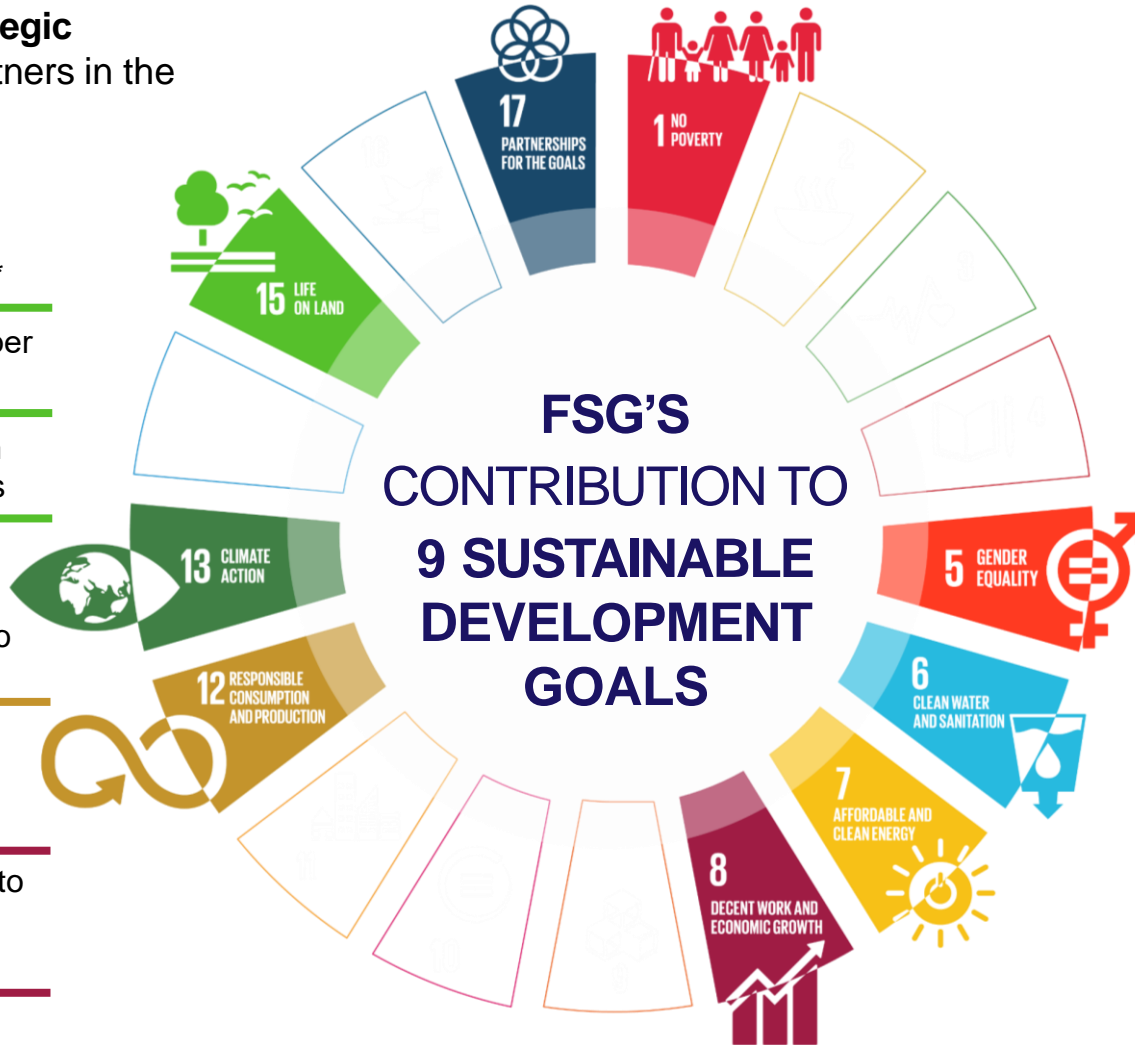 egic
tners in the
*
per
s
o
to
17
PARTNERSHIPS
FOR THE GOALS
1 NO
POVERTY
15 LIFE
ON LAND
13 CLIMATE
ACTION
12 RESPONSIBLE
CONSUMPTION
AND PRODUCTION
5 GENDER
EQUALITY
6
CLEAN WATER
AND SANITATION
7
AFFORDABLE AND
CLEAN ENERGY
8
DECENT WORK AND
ECONOMIC GROWTH
FSG'S
CONTRIBUTION TO
9 SUSTAINABLE
DEVELOPMENT
GOALS